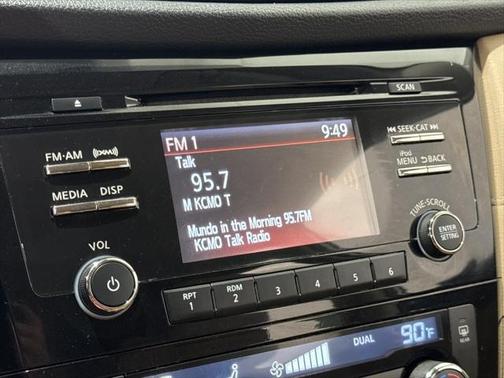 SCAN
FM 1 9:49
Talk
95.7
M KCMO T
Mundo in the Morning 95.7FM
KCMO Talk Radio
FM·AM
MEDIA DISP
VOL
SEEK·CAT
iPod
MENU BACK
TUNE·SCROLL
ENTER
SETTING
RPT
1
RDM
2
3
4
5
6
DUAL
90°F
REAR